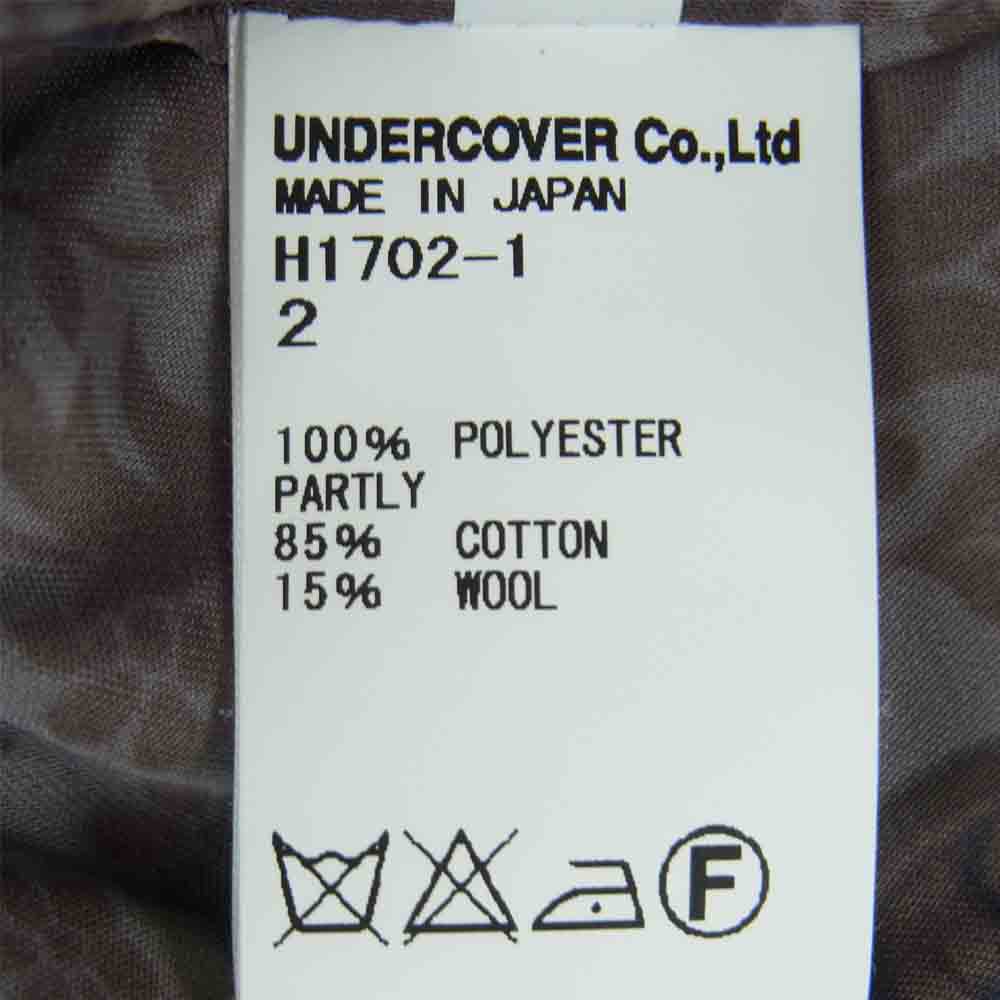 UNDERCOVER Co.,Ltd
MADE IN JAPAN
H1702-1
2
100% POLYESTER
PARTLY
85% COTTON
15% WOOL
F